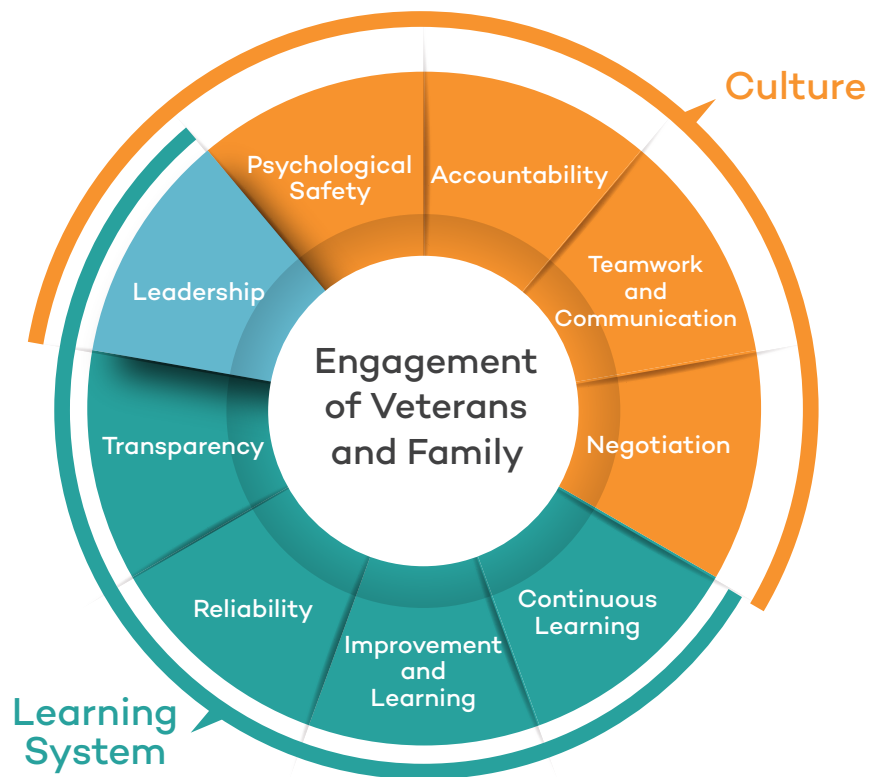 Culture
Psychological
Safety
Accountability
Teamwork
and
Communication
Negotiation
Continuous
Learning
Improvement
and
Learning
Reliability
Transparency
Leadership
Engagement
of Veterans
and Family
Learning
System